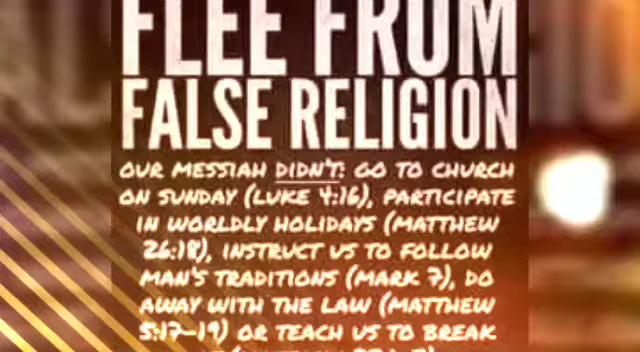 FLEE FROM
FALSE RELIGION
OUR MESSIAH DIDN'T: GO TO CHURCH
ON SUNDAY (LUKE 4:16), PARTICIPATE
IN WORLDLY HOLIDAYS (MATTHEW
26:18), INSTRUCT US TO FOLLOW
MAN'S TRADITIONS (MARK 7), DO
AWAY WITH THE LAW (MATTHEW
5:17-19) OR TEACH US TO BREAK